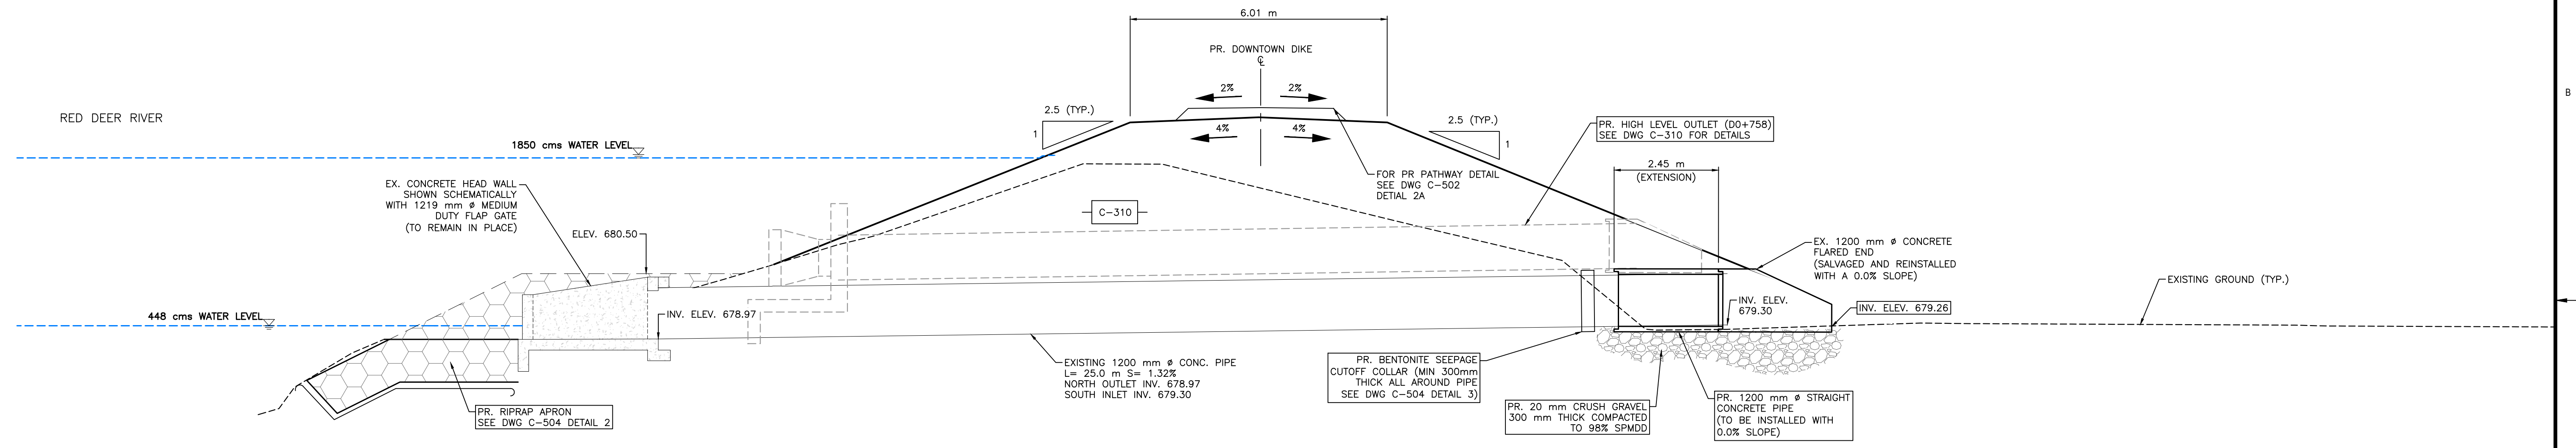 6.01 m
PR. DOWNTOWN DIKE
℄
2%
2%
4%
4%
2.5 (TYP.)
1
2.5 (TYP.)
1
B
RED DEER RIVER
1850 cms WATER LEVEL
PR. HIGH LEVEL OUTLET (D0+758)
SEE DWG C-310 FOR DETAILS
2.45 m
(EXTENSION)
FOR PR PATHWAY DETAIL
SEE DWG C-502
DETIAL 2A
EX. CONCRETE HEAD WALL
SHOWN SCHEMATICALLY
WITH 1219 mm ø MEDIUM
DUTY FLAP GATE
(TO REMAIN IN PLACE)
C-310
ELEV. 680.50
EX. 1200 mm ø CONCRETE
FLARED END
(SALVAGED AND REINSTALLED
WITH A 0.0% SLOPE)
EXISTING GROUND (TYP.)
448 cms WATER LEVEL
INV. ELEV. 678.97
INV. ELEV.
679.30
INV. ELEV. 679.26
EXISTING 1200 mm ø CONC. PIPE
L= 25.0 m S= 1.32%
NORTH OUTLET INV. 678.97
SOUTH INLET INV. 679.30
PR. BENTONITE SEEPAGE
CUTOFF COLLAR (MIN 300mm
THICK ALL AROUND PIPE
SEE DWG C-504 DETAIL 3)
PR. RIPRAP APRON
SEE DWG C-504 DETAIL 2
PR. 20 mm CRUSH GRAVEL
300 mm THICK COMPACTED
TO 98% SPMDD
PR. 1200 mm ø STRAIGHT
CONCRETE PIPE
(TO BE INSTALLED WITH
0.0% SLOPE)